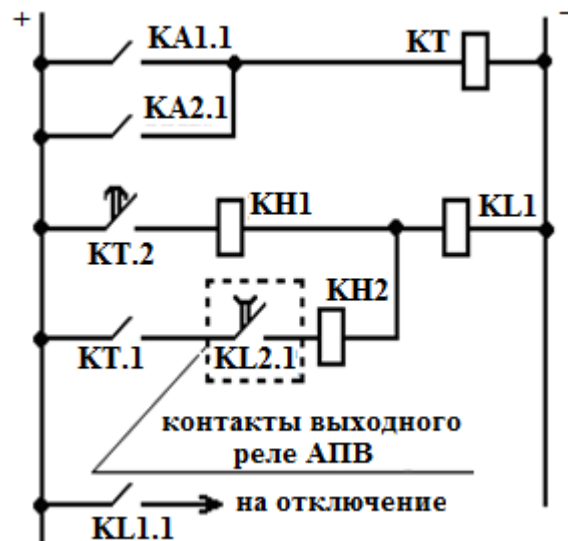 + −
KA1.1 KT
KA2.1
KH1 KL1
KT.2
KH2
KT.1 KL2.1
контакты выходного
реле АПВ
на отключение
KL1.1